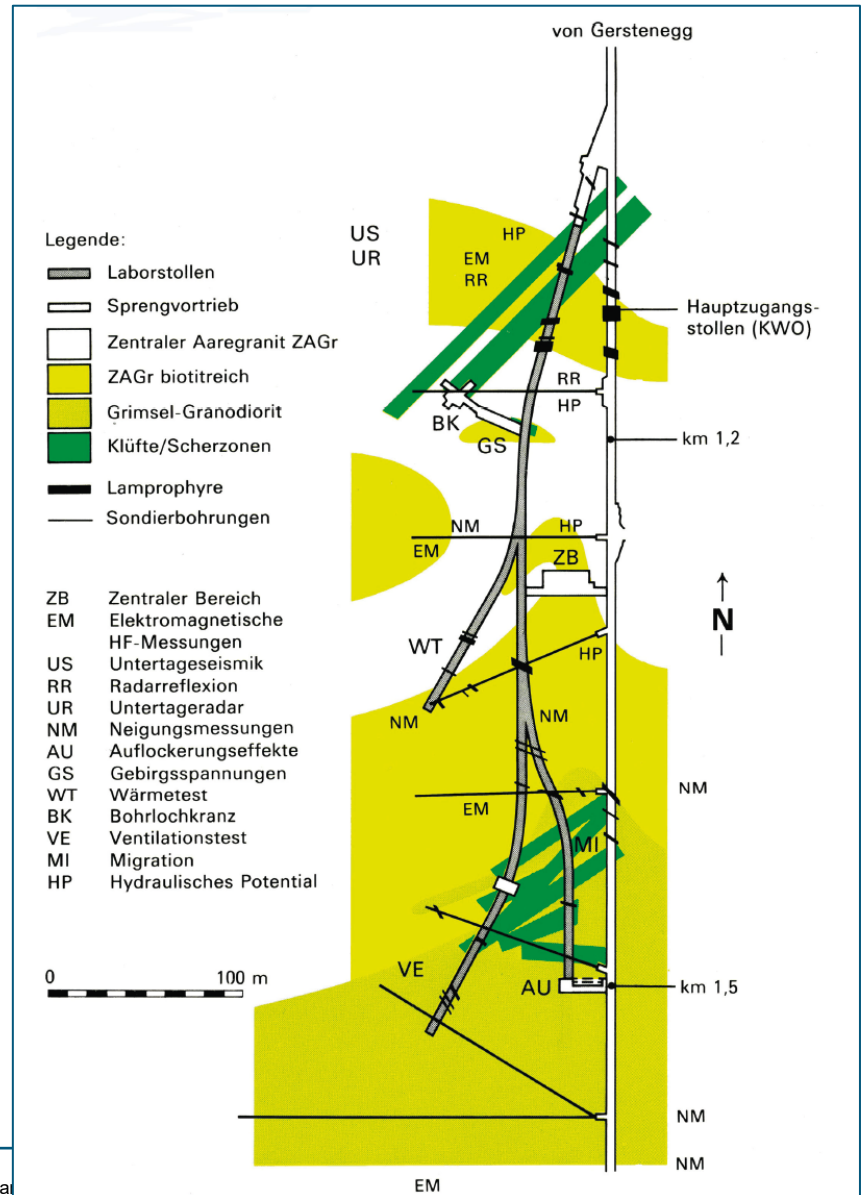 von Gerstenegg
Legende:
Laborstollen
Sprengvortrieb
Zentraler Aaregranit ZAGr
ZAGr biotitreich
Grimsel-Granodiorit
Klüfte/Scherzonen
Lamprophyre
Sondierbohrungen
ZB Zentraler Bereich
EM Elektromagnetische
HF-Messungen
US Untertageseismik
RR Radarreflexion
UR Untertageradar
NM Neigungsmessungen
AU Auflockerungseffekte
GS Gebirgsspannungen
WT Wärmetest
BK Bohrlochkranz
VE Ventilationstest
MI Migration
HP Hydraulisches Potential
0 100 m
US
UR
HP
EM
RR
Hauptzugangs-
stollen (KWO)
RR
HP
BK
GS
km 1,2
NM
HP
EM
ZB
N
WT
HP
NM
NM
EM
NM
MI
VE
AU
km 1,5
NM
NM
EM